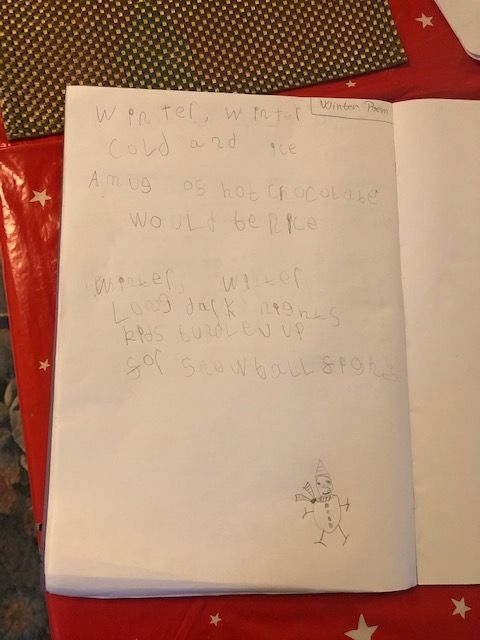 Winter Poem
Winter, Winter
Cold and ice
A mug of hot chocolate
Would be nice
Winter, Winter
Long dark nights
kids bundled up
for snowball fights